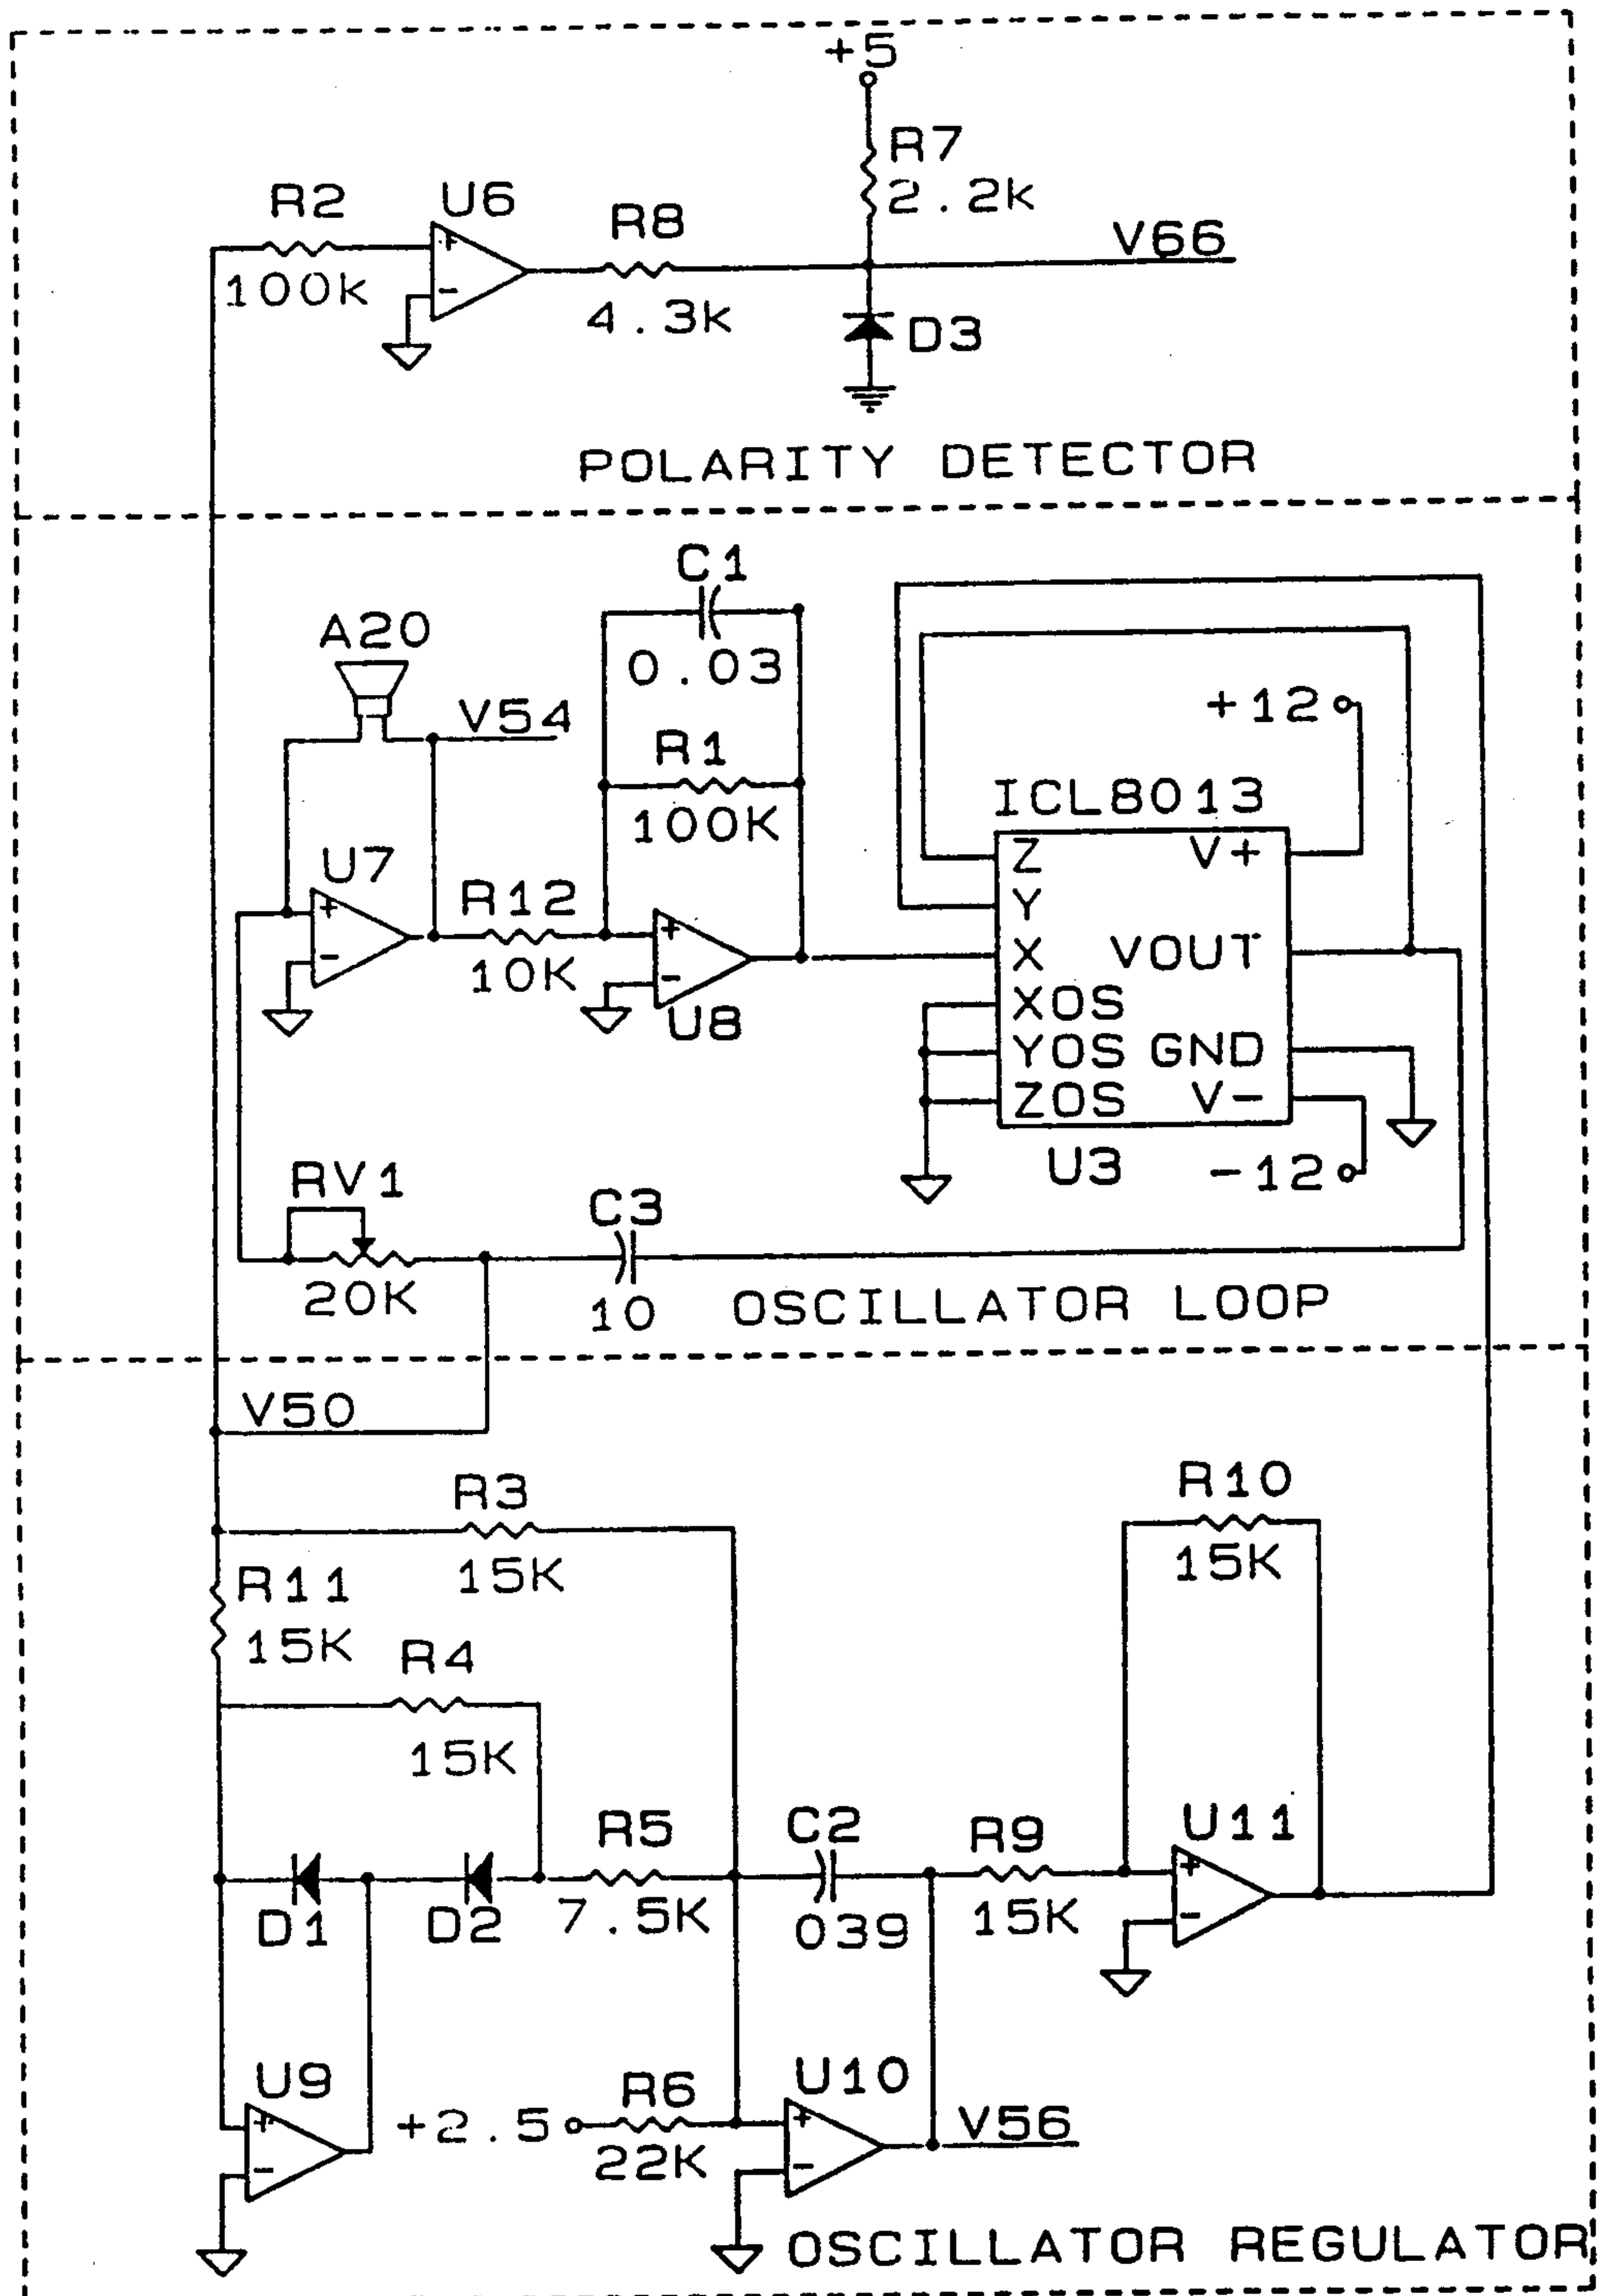 +5
R7
2.2k
R2
U6
R8
V66
100k
+
-
4.3k
D3
POLARITY DETECTOR
C1
A20
0.03
V54
+12
R1
ICL8013
100K
Z V+
U7
Y
R12
+
-
+
-
X VOUT
10K
XOS
U8
YOS GND
ZOS V-
U3
-12
RV1
C3
20K
10
OSCILLATOR LOOP
V50
R3
R10
15K
15K
R11
15K
R4
15K
R5
C2
R9
U11
+
-
D1
D2
7.5K
039
15K
U9
R6
U10
+2.5
+
-
+
-
V56
22K
OSCILLATOR REGULATOR